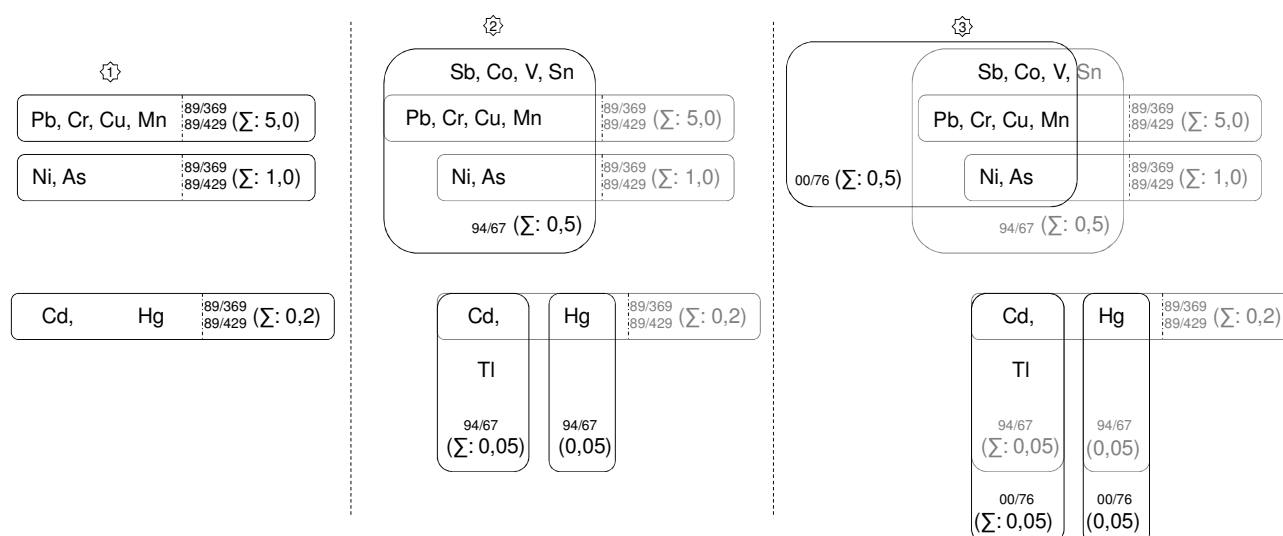 1
Pb, Cr, Cu, Mn 89/369 89/429 (∑: 5,0)
Ni, As 89/369 89/429 (∑: 1,0)
Cd, Hg 89/369 89/429 (∑: 0,2)
2
Sb, Co, V, Sn
Pb, Cr, Cu, Mn 89/369 89/429 (∑: 5,0)
Ni, As 89/369 89/429 (∑: 1,0)
94/67 (∑: 0,5)
Cd, Hg 89/369 89/429 (∑: 0,2)
Tl
94/67 94/67
(∑: 0,05) (0,05)
3
Sb, Co, V, Sn
Pb, Cr, Cu, Mn 89/369 89/429 (∑: 5,0)
00/76 (∑: 0,5) Ni, As 89/369 89/429 (∑: 1,0)
94/67 (∑: 0,5)
Cd, Hg 89/369 89/429 (∑: 0,2)
Tl
94/67 94/67
(∑: 0,05) (0,05)
00/76 00/76
(∑: 0,05) (0,05)